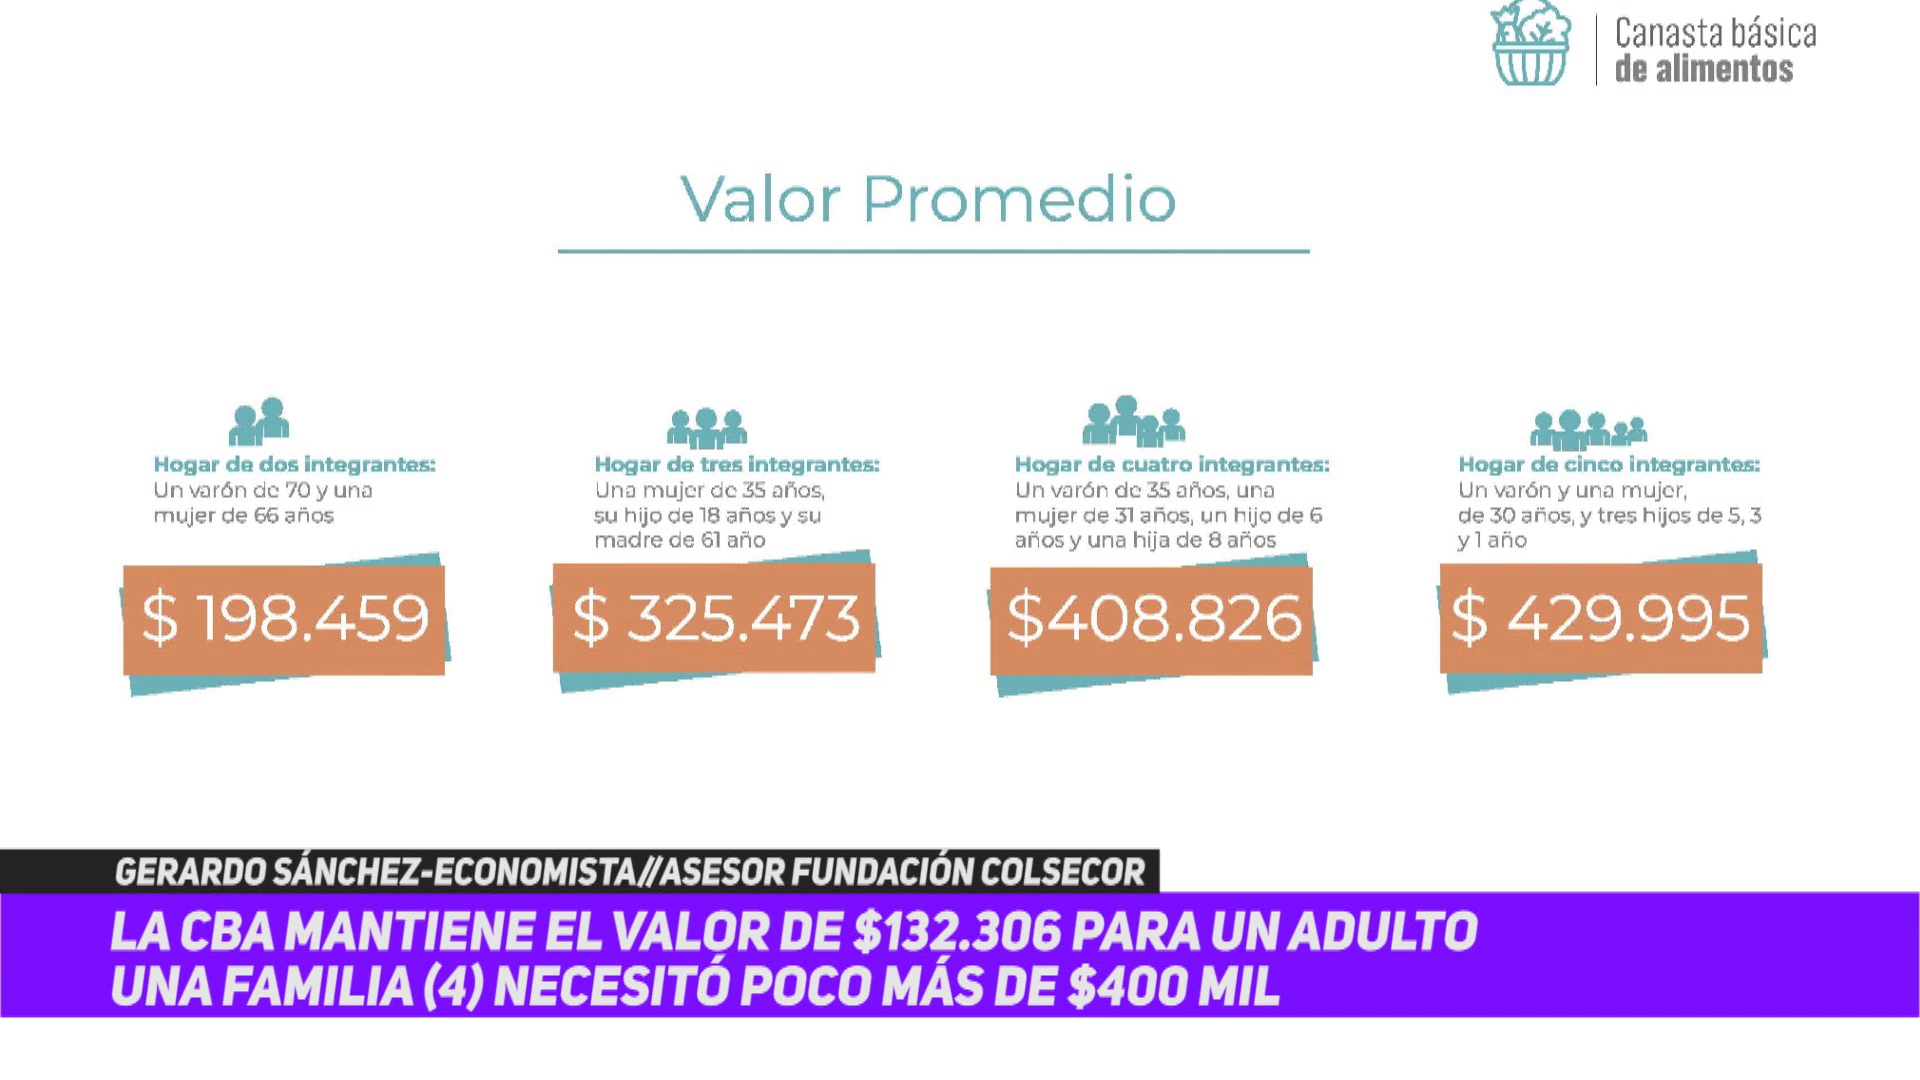 Canasta básica
de alimentos
Valor Promedio
Hogar de dos integrantes:
Un varón de 70 y una
mujer de 66 años
$ 198.459
Hogar de tres integrantes:
Una mujer de 35 años,
su hijo de 18 años y su
madre de 61 año
$ 325.473
Hogar de cuatro integrantes:
Un varón de 35 años, una
mujer de 31 años, un hijo de 6
años y una hija de 8 años
$408.826
Hogar de cinco integrantes:
Un varón y una mujer,
de 30 años, y tres hijos de 5, 3
y 1 año
$ 429.995
GERARDO SÁNCHEZ-ECONOMISTA//ASESOR FUNDACIÓN COLSECOR
LA CBA MANTIENE EL VALOR DE $132.306 PARA UN ADULTO
UNA FAMILIA (4) NECESITÓ POCO MÁS DE $400 MIL